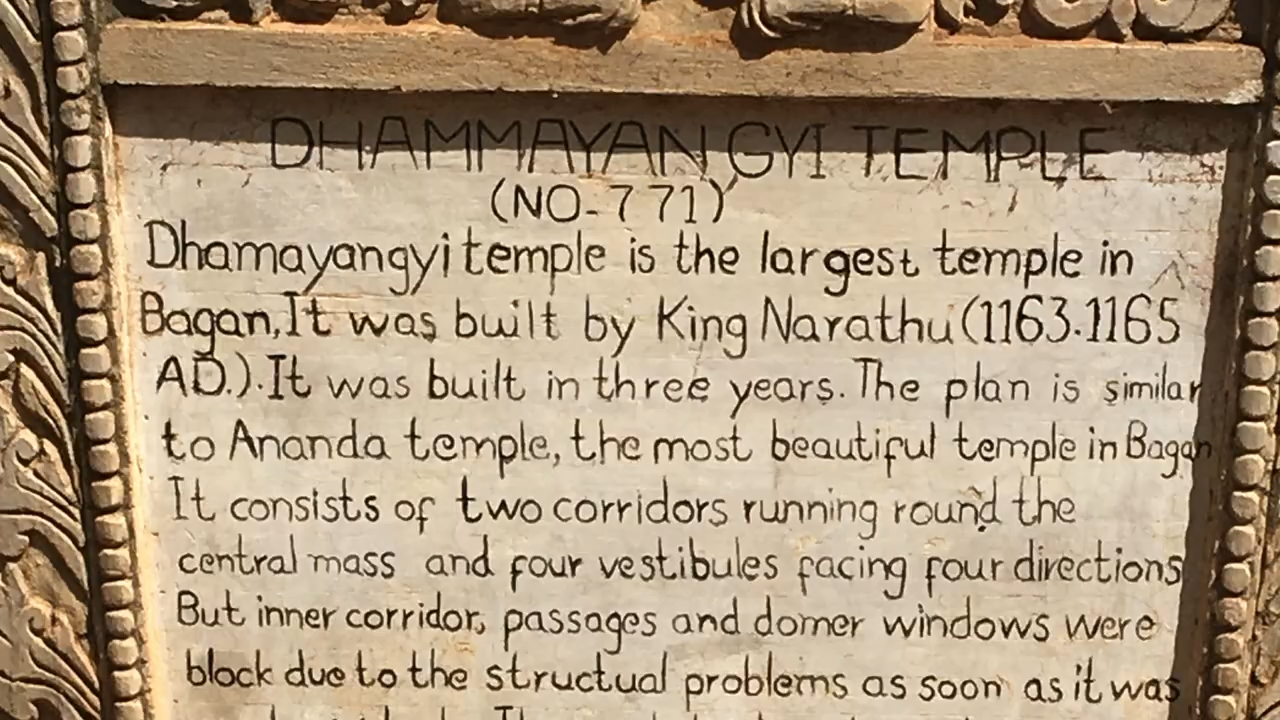 DHAMMAYANGYI TEMPLE
(NO-771)
Dhamayangyi temple is the largest temple in
Bagan,It was built by King Narathu(1163.1165
AD.).It was built in three years. The plan is similar
to Ananda temple, the most beautiful temple in Bagan
It consists of two corridors running round the
central mass and four vestibules facing four directions
But inner corridor, passages and domer windows were
block due to the structual problems as soon as it was